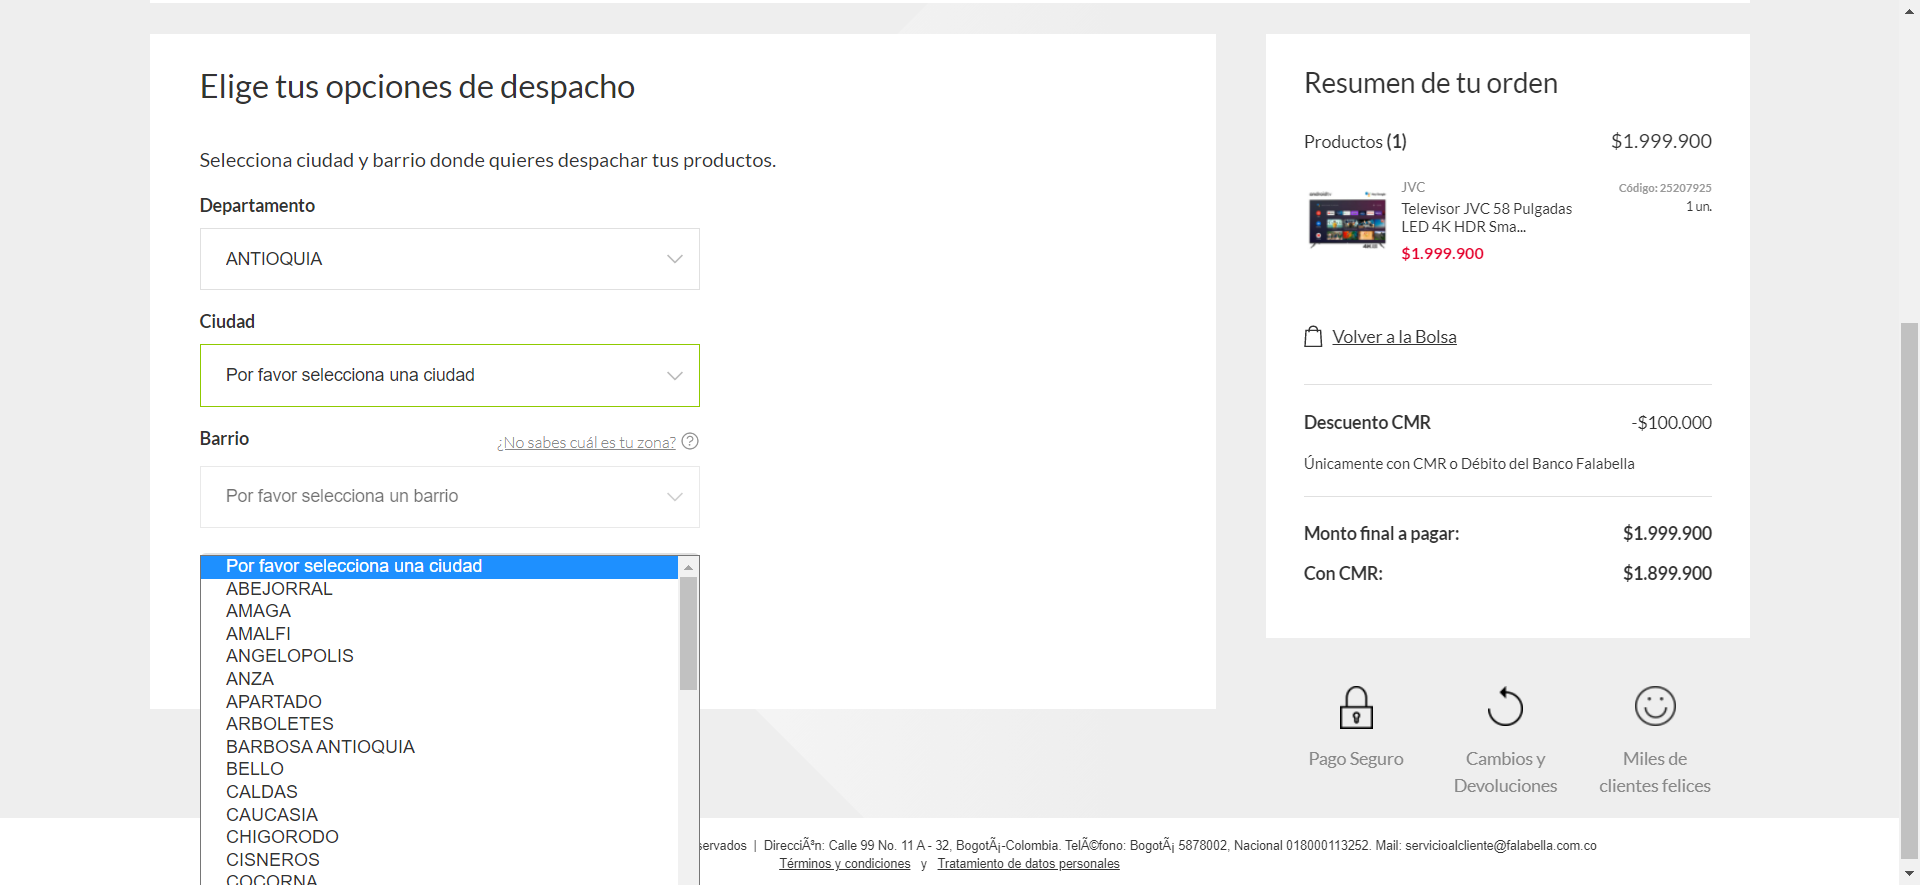 Elige tus opciones de despacho
Selecciona ciudad y barrio donde quieres despachar tus productos.
Departamento
ANTIOQUIA
Ciudad
Por favor selecciona una ciudad
Barrio
¿No sabes cuál es tu zona? ?
Por favor selecciona un barrio
Por favor selecciona una ciudad
ABEJORRAL
AMAGA
AMALFI
ANGELOPOLIS
ANZA
APARTADO
ARBOLETES
BARBOSA ANTIOQUIA
BELLO
CALDAS
CAUCASIA
CHIGORODO
CISNEROS
COCORNA
Resumen de tu orden
Productos (1) $1.999.900
JVC Código: 25207925
Televisor JVC 58 Pulgadas 1 un.
LED 4K HDR Sma...
$1.999.900
Volver a la Bolsa
Descuento CMR -$100.000
Únicamente con CMR o Débito del Banco Falabella
Monto final a pagar: $1.999.900
Con CMR: $1.899.900
Pago Seguro
Cambios y
Devoluciones
Miles de
clientes felices
servados | DirecciÃ³n: Calle 99 No. 11 A - 32, BogotÃ¡-Colombia. TelÃ©fono: BogotÃ¡ 5878002, Nacional 018000113252. Mail: servicioalcliente@falabella.com.co
Términos y condiciones y Tratamiento de datos personales